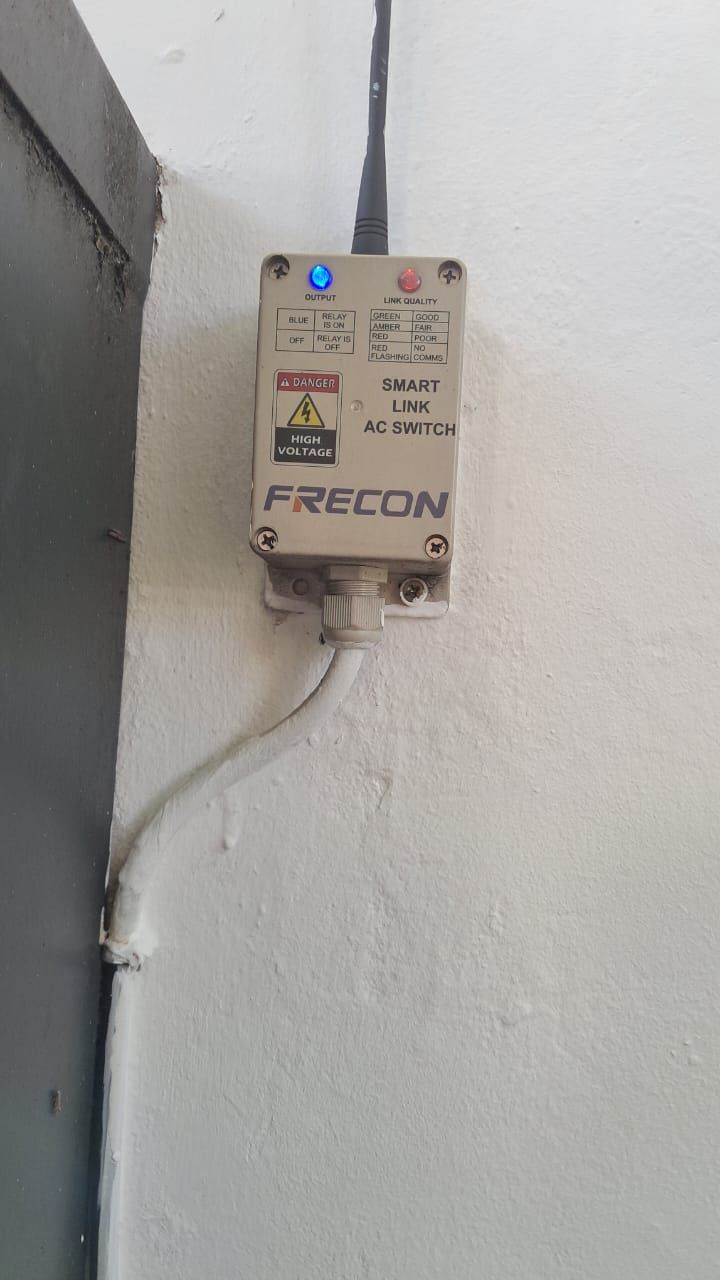 OUTPUT
LINK QUALITY
BLUE RELAY IS ON
OFF RELAY IS OFF
GREEN GOOD
AMBER FAIR
RED POOR
RED FLASHING NO COMMS
DANGER
HIGH
VOLTAGE
SMART
LINK
AC SWITCH
FRECON